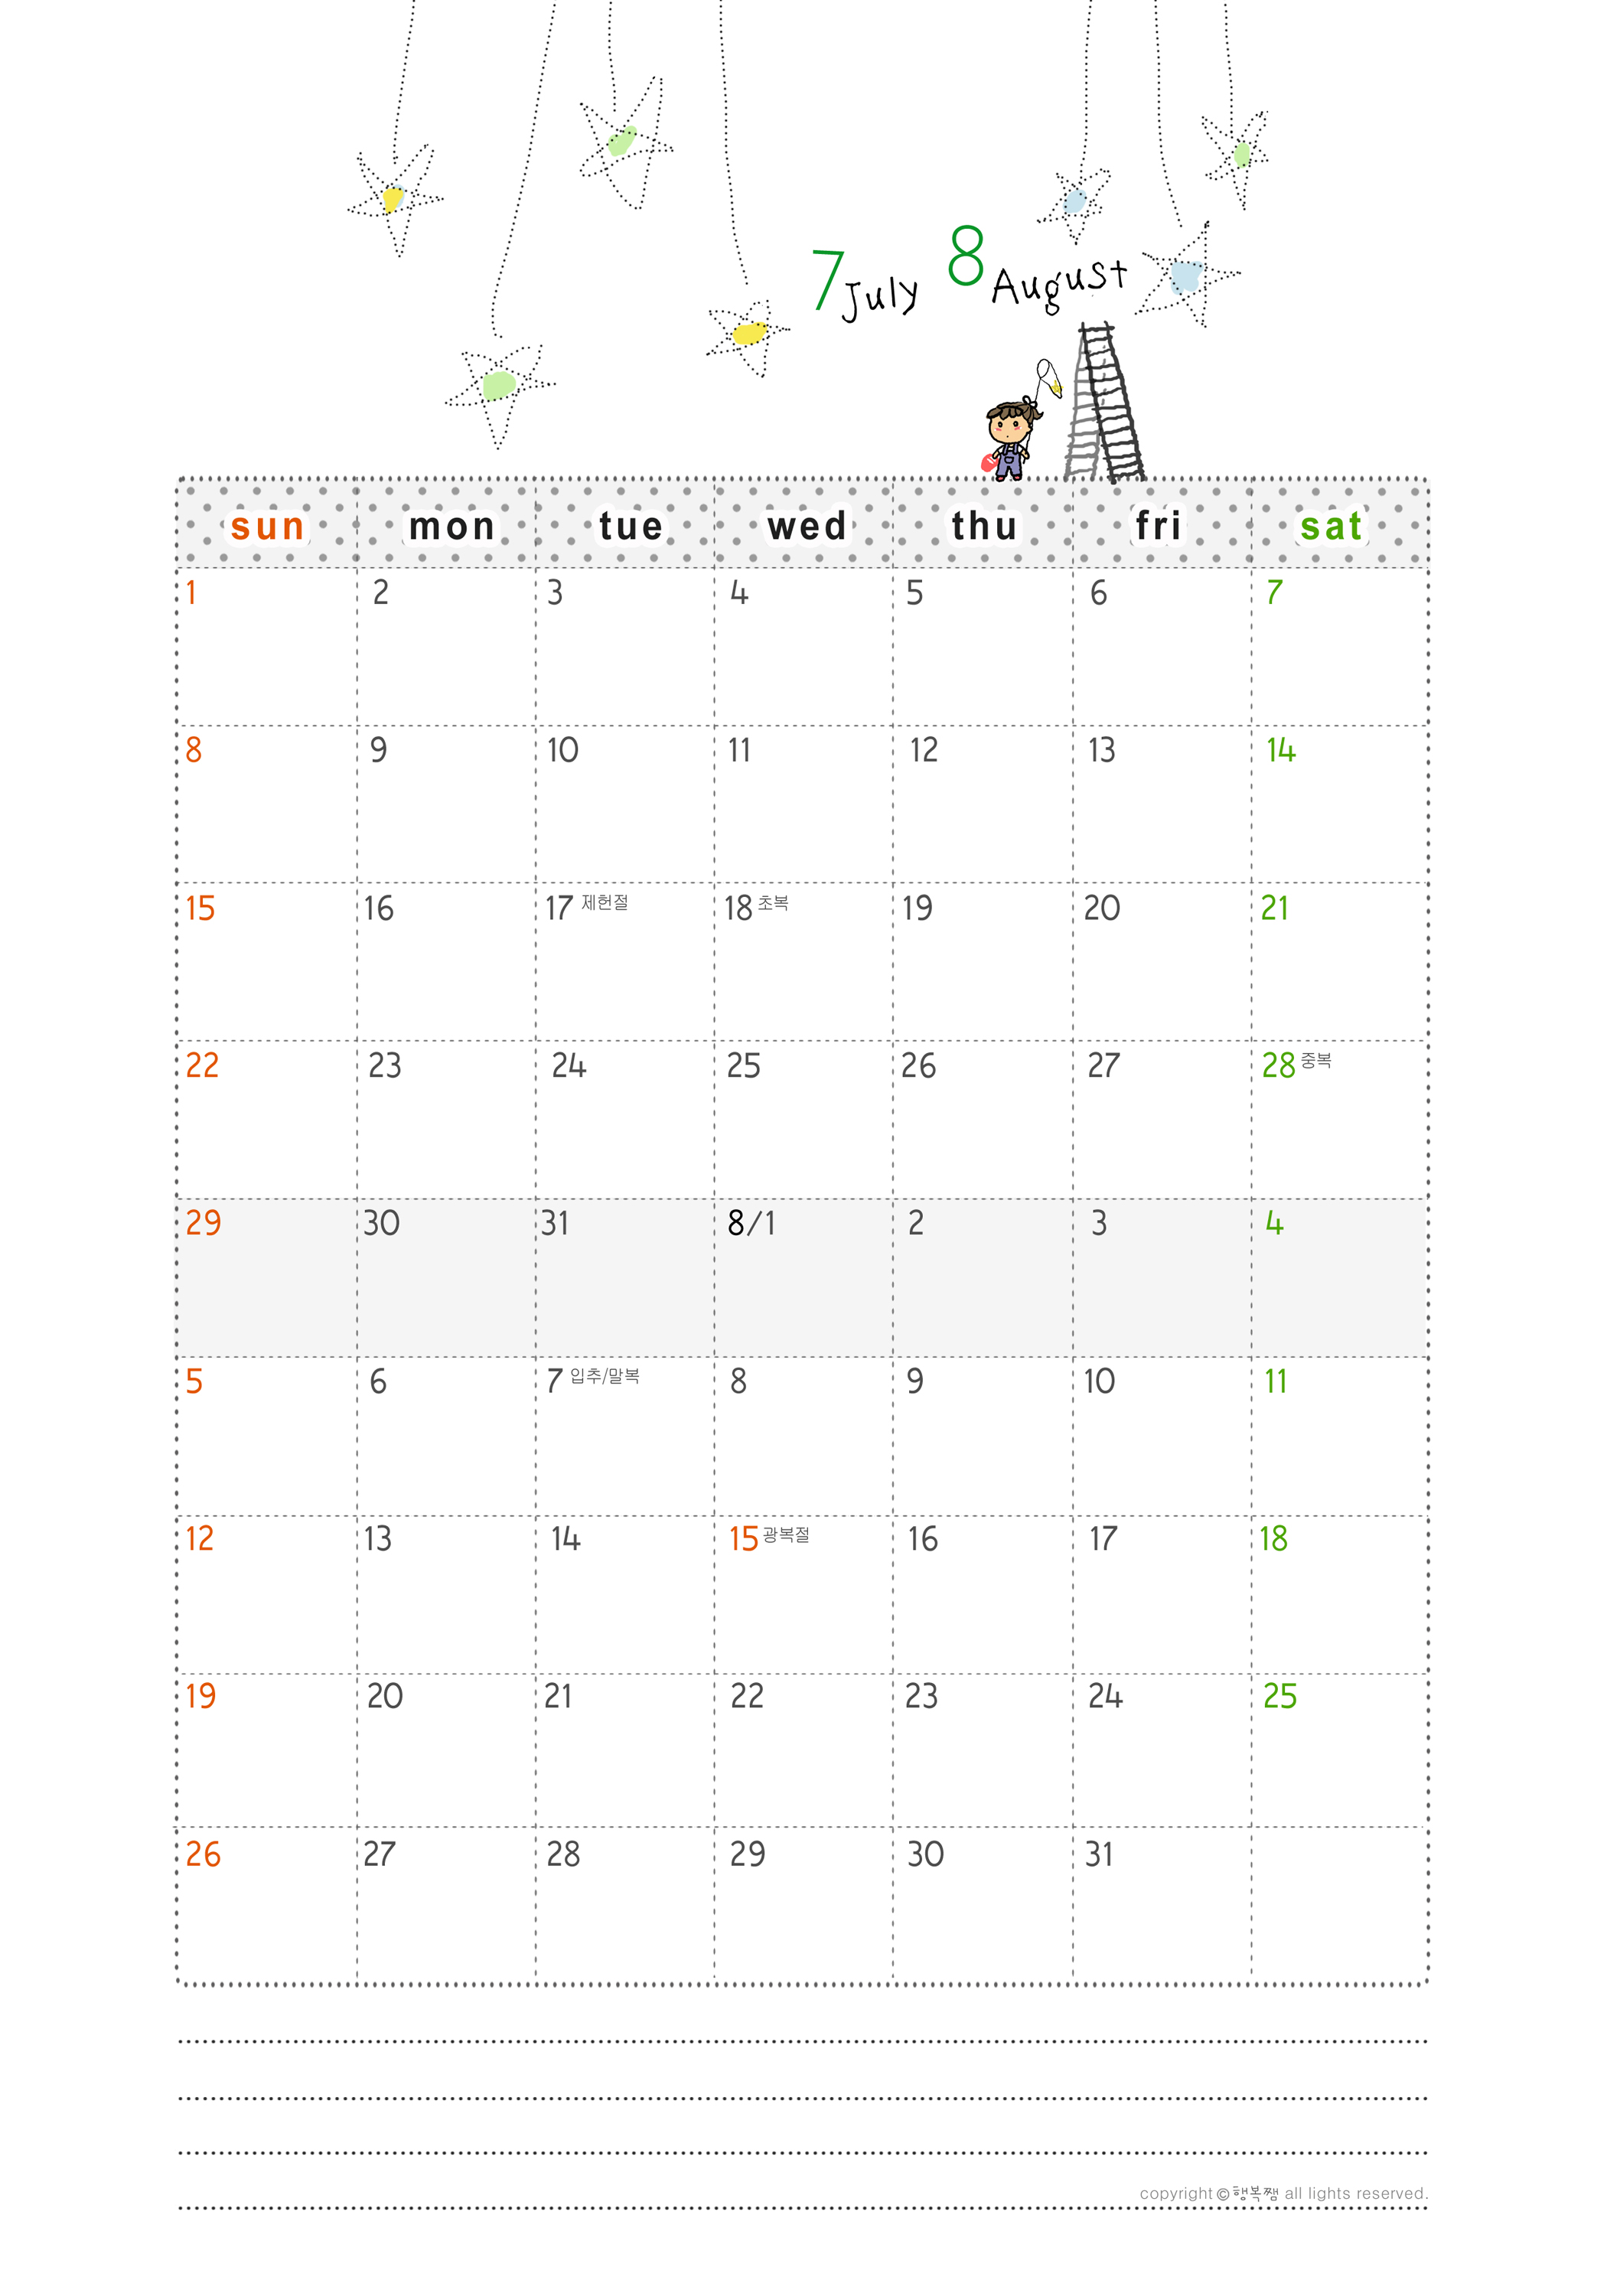 7 July 8 August
sun mon tue wed thu fri sat
1 2 3 4 5 6 7
8 9 10 11 12 13 14
15 16 17 제헌절 18 초복 19 20 21
22 23 24 25 26 27 28 중복
29 30 31 8/1 2 3 4
5 6 7 입추/말복 8 9 10 11
12 13 14 15 광복절 16 17 18
19 20 21 22 23 24 25
26 27 28 29 30 31
copyright ©행복쨈 all lights reserved.